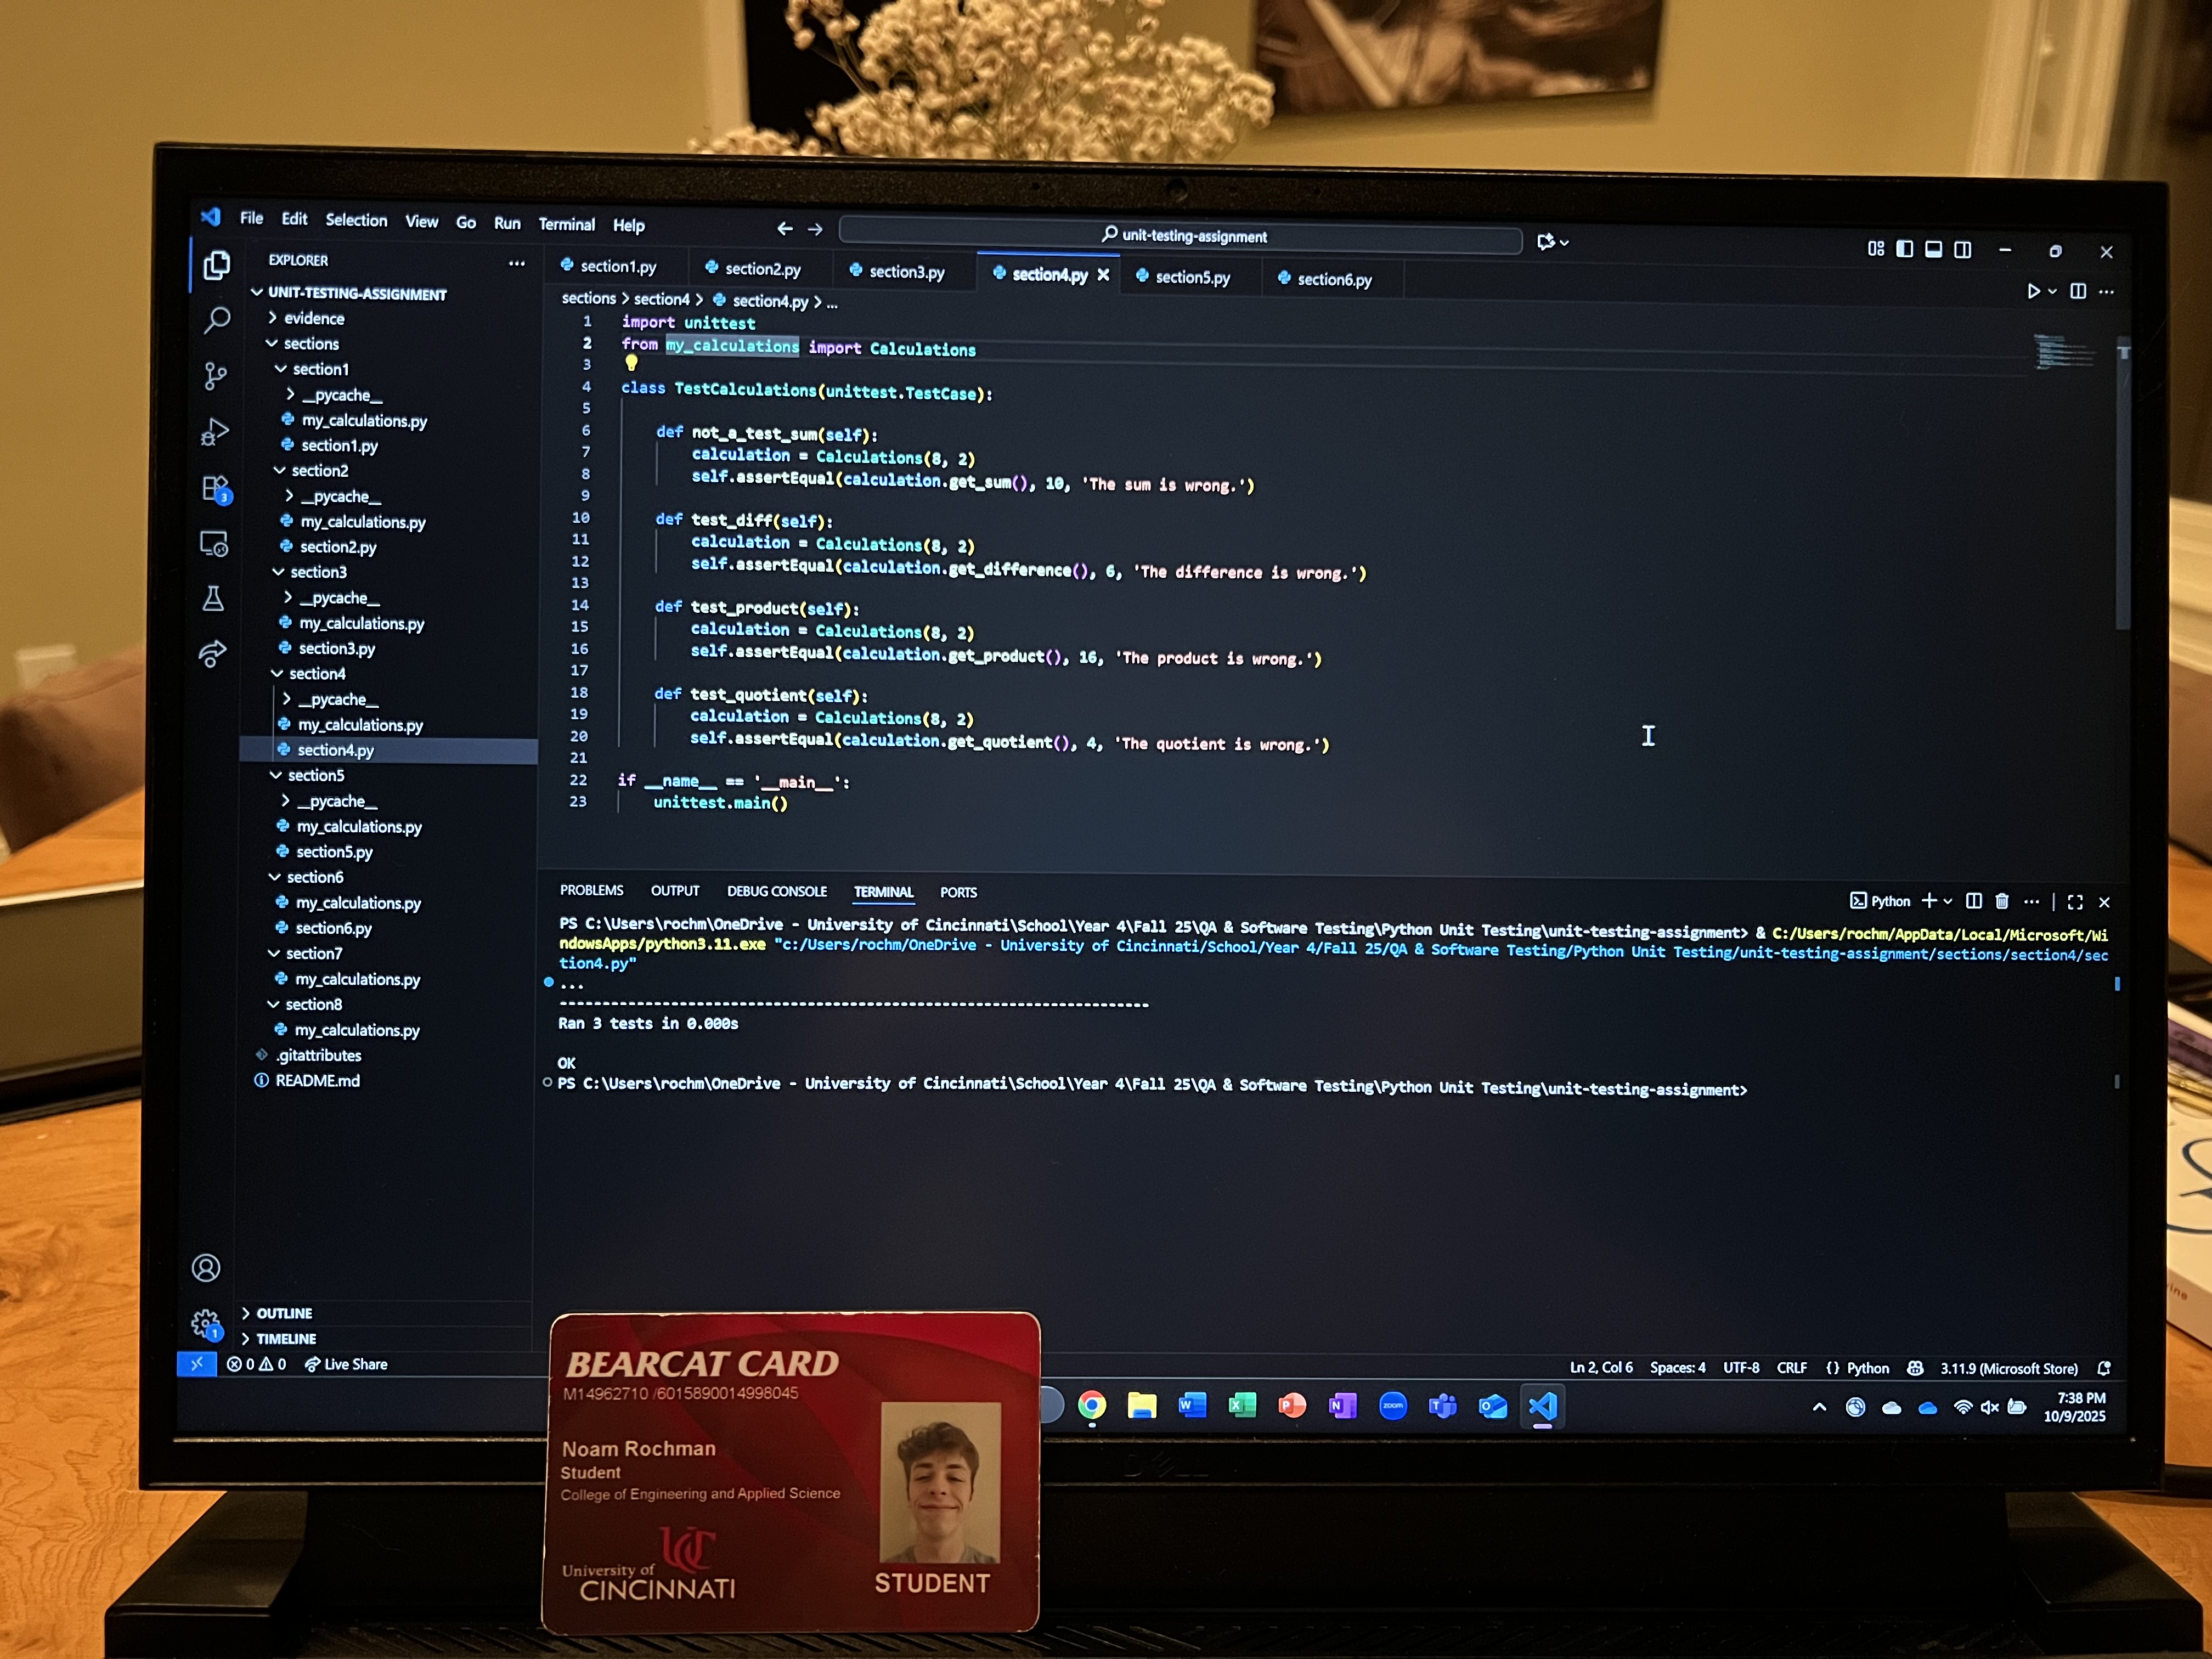 File Edit Selection View Go Run Terminal Help
unit-testing-assignment
EXPLORER
UNIT-TESTING-ASSIGNMENT
evidence
sections
section1
__pycache__
my_calculations.py
section1.py
section2
__pycache__
my_calculations.py
section2.py
section3
__pycache__
my_calculations.py
section3.py
section4
__pycache__
my_calculations.py
section4.py
section5
__pycache__
my_calculations.py
section5.py
section6
my_calculations.py
section6.py
section7
my_calculations.py
section8
my_calculations.py
.gitattributes
README.md
OUTLINE
TIMELINE
3
1
section1.py section2.py section3.py section4.py section5.py section6.py
sections > section4 > section4.py > ...
1 import unittest
2 from my_calculations import Calculations
3
4 class TestCalculations(unittest.TestCase):
5
6 def not_a_test_sum(self):
7 calculation = Calculations(8, 2)
8 self.assertEqual(calculation.get_sum(), 10, 'The sum is wrong.')
9
10 def test_diff(self):
11 calculation = Calculations(8, 2)
12 self.assertEqual(calculation.get_difference(), 6, 'The difference is wrong.')
13
14 def test_product(self):
15 calculation = Calculations(8, 2)
16 self.assertEqual(calculation.get_product(), 16, 'The product is wrong.')
17
18 def test_quotient(self):
19 calculation = Calculations(8, 2)
20 self.assertEqual(calculation.get_quotient(), 4, 'The quotient is wrong.')
21
22 if __name__ == '__main__':
23 unittest.main()
PROBLEMS OUTPUT DEBUG CONSOLE TERMINAL PORTS
Python
PS C:\Users\rochm\OneDrive - University of Cincinnati\School\Year 4\Fall 25\QA & Software Testing\Python Unit Testing\unit-testing-assignment> & C:/Users/rochm/AppData/Local/Microsoft/Wi
ndowsApps/python3.11.exe "c:/Users/rochm/OneDrive - University of Cincinnati/School/Year 4/Fall 25/QA & Software Testing/Python Unit Testing/unit-testing-assignment/sections/section4/sec
tion4.py"
...
----------------------------------------------------------------------
Ran 3 tests in 0.000s
OK
PS C:\Users\rochm\OneDrive - University of Cincinnati\School\Year 4\Fall 25\QA & Software Testing\Python Unit Testing\unit-testing-assignment>
0 0 Live Share
Ln 2, Col 6 Spaces: 4 UTF-8 CRLF {} Python 3.11.9 (Microsoft Store)
zoom
7:38 PM
10/9/2025
DELL
BEARCAT CARD
M14962710 /6015890014998045
Noam Rochman
Student
College of Engineering and Applied Science
UC
University of
CINCINNATI
STUDENT